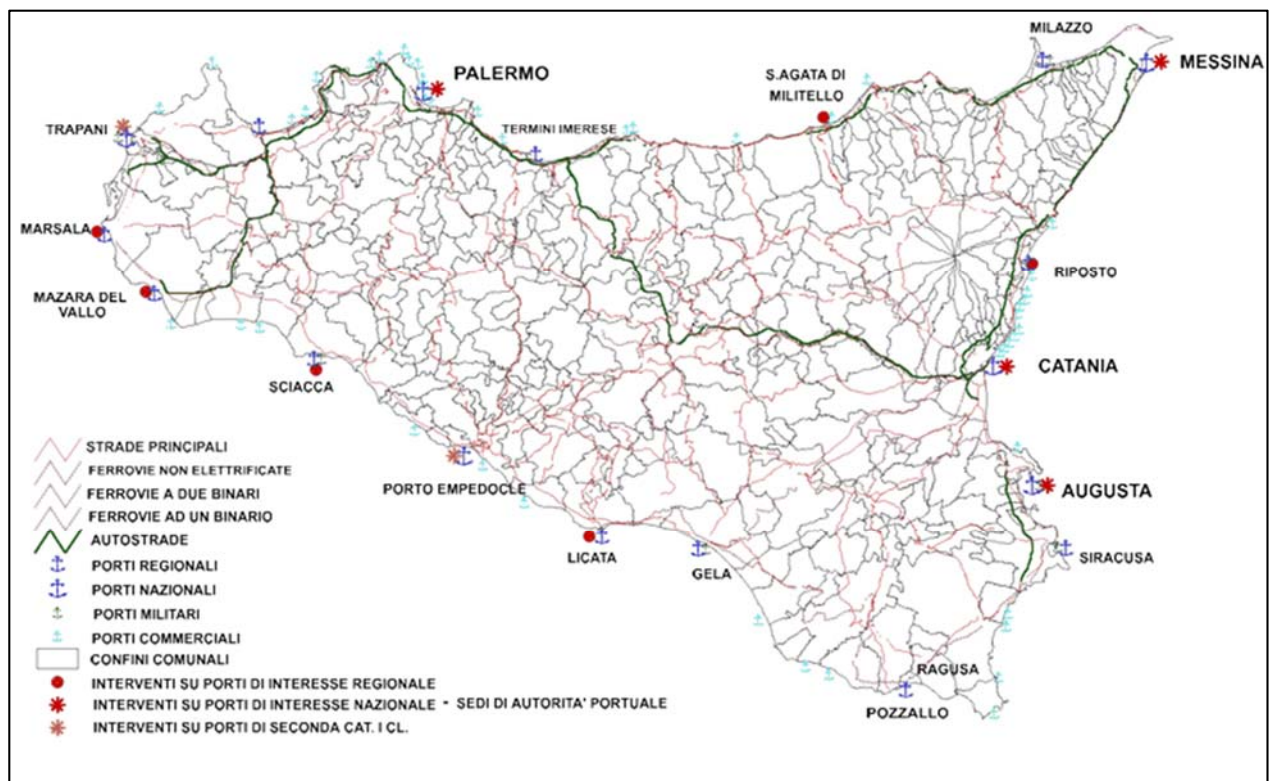 MILAZZO
MESSINA
PALERMO
S.AGATA DI
MILITELLO
TRAPANI
TERMINI IMERESE
MARSALA
RIPOSTO
MAZARA DEL
VALLO
CATANIA
SCIACCA
PORTO EMPEDOCLE
AUGUSTA
LICATA
GELA
SIRACUSA
RAGUSA
POZZALLO
STRADE PRINCIPALI
FERROVIE NON ELETTRIFICATE
FERROVIE A DUE BINARI
FERROVIE AD UN BINARIO
AUTOSTRADE
PORTI REGIONALI
PORTI NAZIONALI
PORTI MILITARI
PORTI COMMERCIALI
CONFINI COMUNALI
INTERVENTI SU PORTI DI INTERESSE REGIONALE
INTERVENTI SU PORTI DI INTERESSE NAZIONALE - SEDI DI AUTORITA' PORTUALE
INTERVENTI SU PORTI DI SECONDA CAT. I CL.